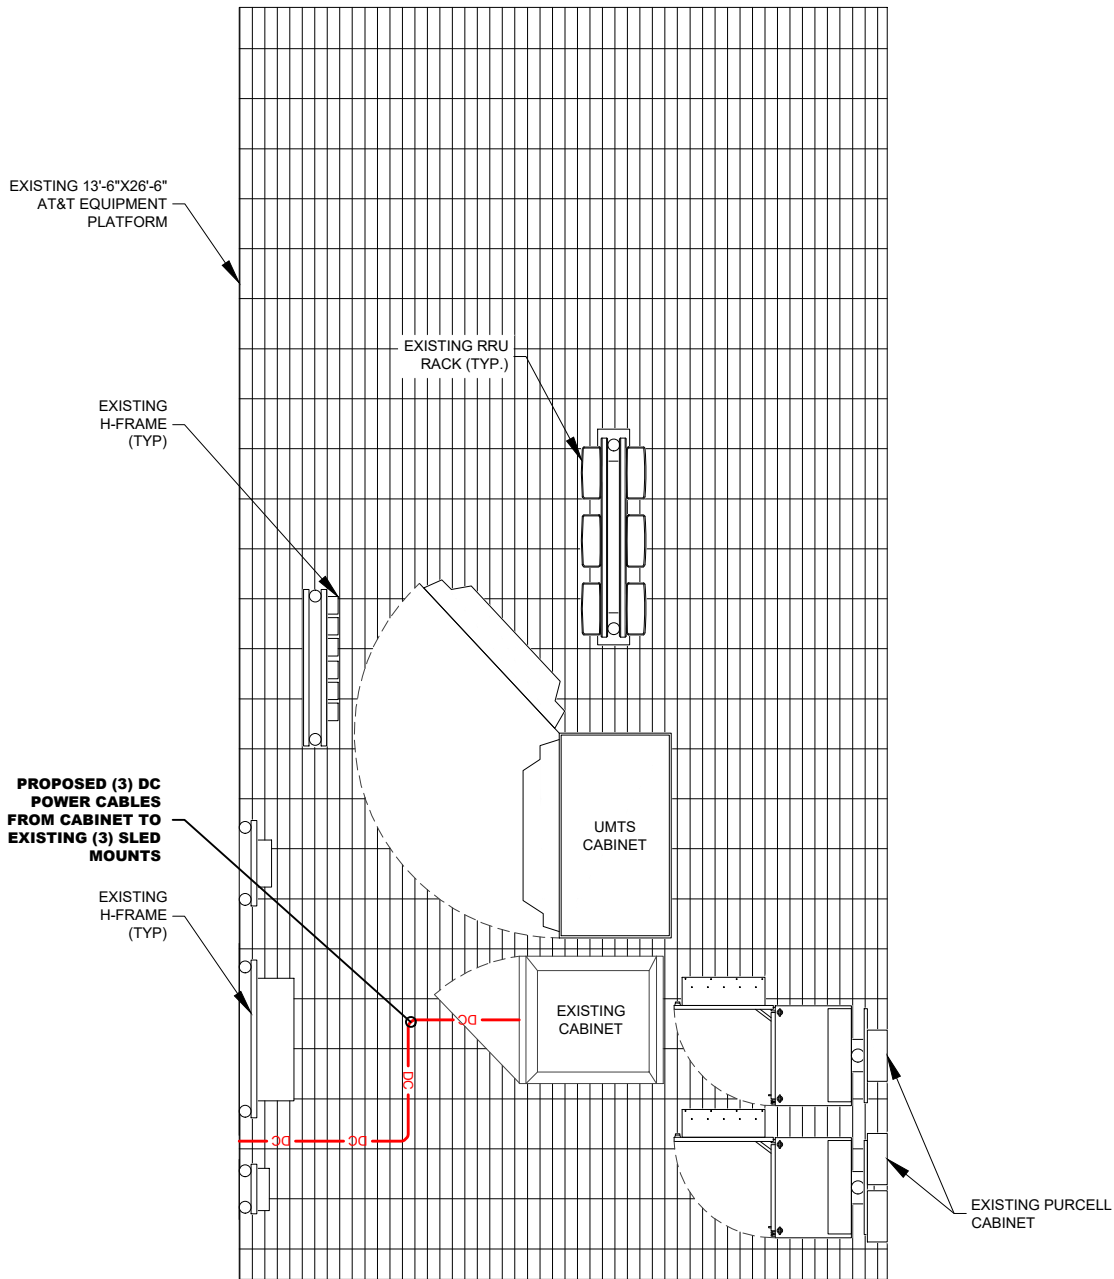 EXISTING 13'-6"X26'-6"
AT&T EQUIPMENT
PLATFORM
EXISTING RRU
RACK (TYP.)
EXISTING
H-FRAME
(TYP)
PROPOSED (3) DC
POWER CABLES
FROM CABINET TO
EXISTING (3) SLED
MOUNTS
UMTS
CABINET
EXISTING
H-FRAME
(TYP)
EXISTING
CABINET
DC
DC
DC
DC
EXISTING PURCELL
CABINET